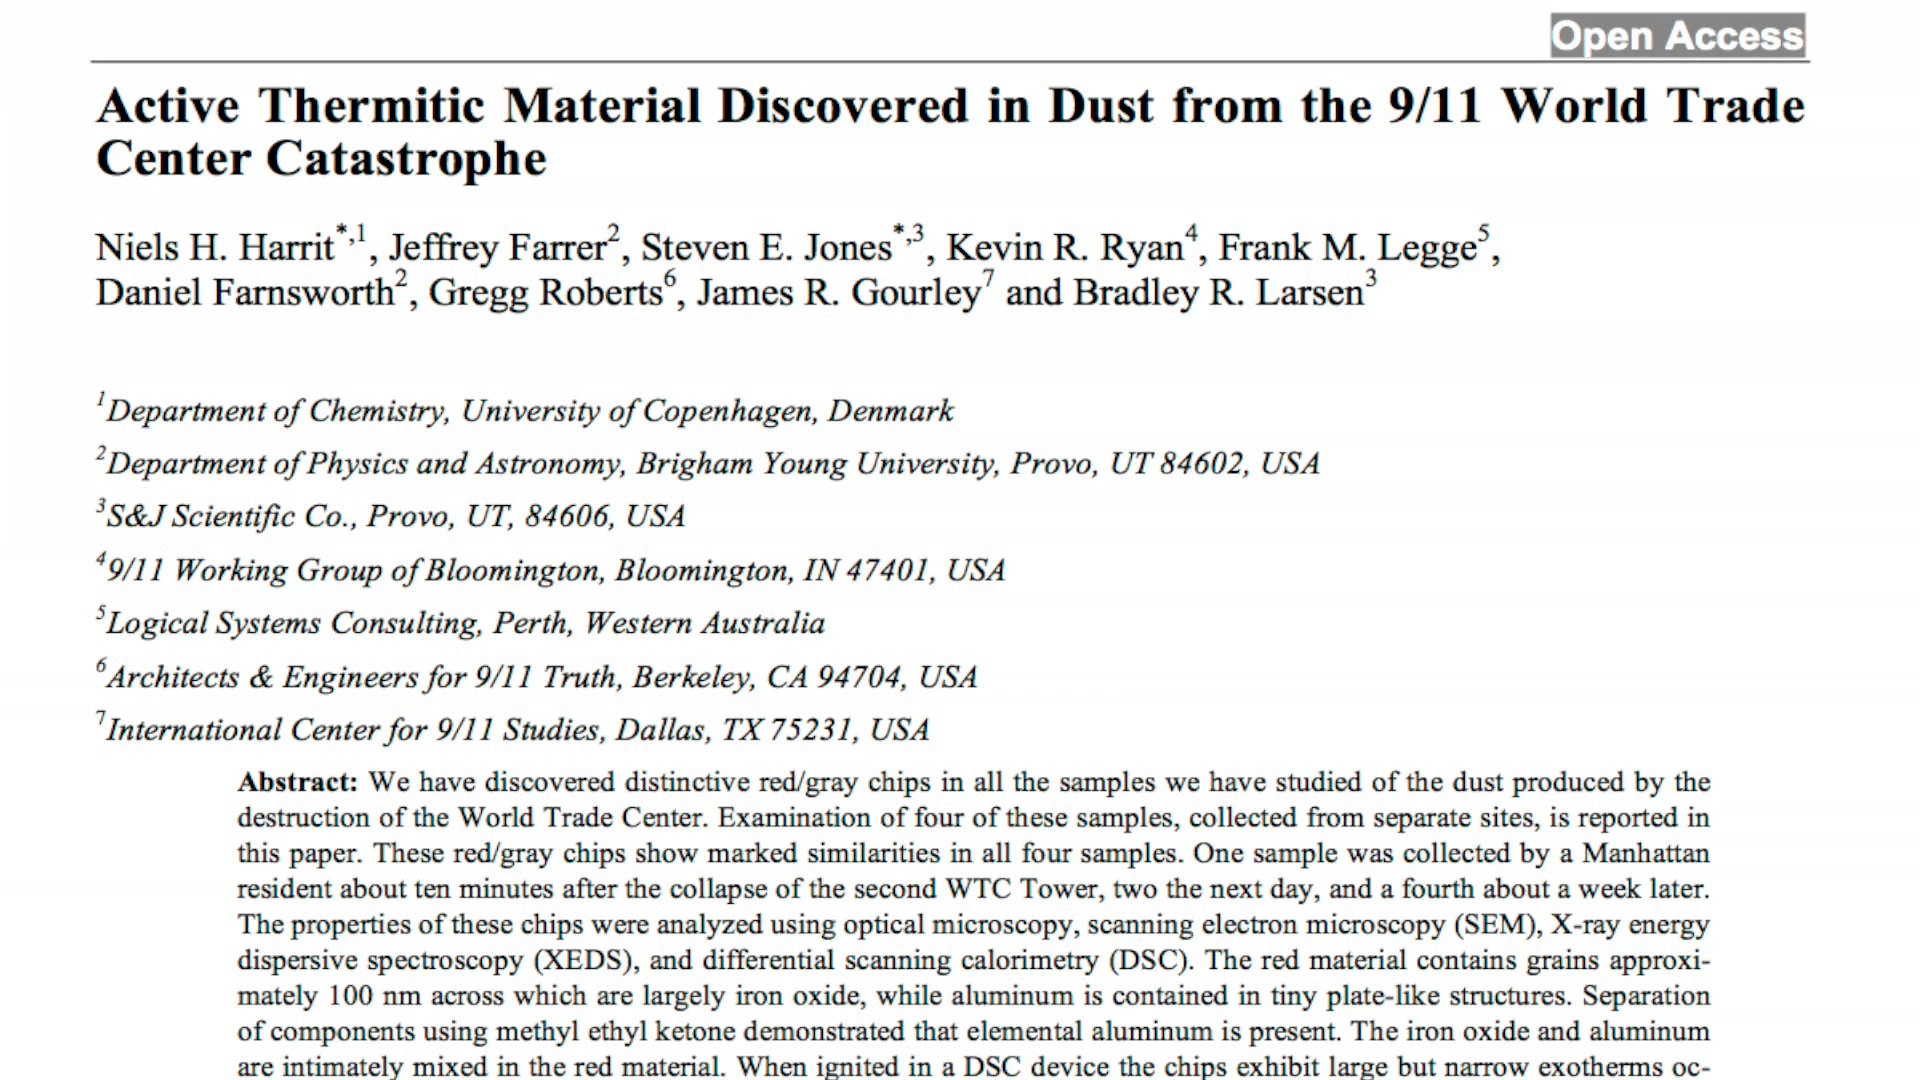 Open Access
Active Thermitic Material Discovered in Dust from the 9/11 World Trade
Center Catastrophe
Niels H. Harrit*,1, Jeffrey Farrer2, Steven E. Jones*,3, Kevin R. Ryan4, Frank M. Legge5,
Daniel Farnsworth2, Gregg Roberts6, James R. Gourley7 and Bradley R. Larsen3
1Department of Chemistry, University of Copenhagen, Denmark
2Department of Physics and Astronomy, Brigham Young University, Provo, UT 84602, USA
3S&J Scientific Co., Provo, UT, 84606, USA
49/11 Working Group of Bloomington, Bloomington, IN 47401, USA
5Logical Systems Consulting, Perth, Western Australia
6Architects & Engineers for 9/11 Truth, Berkeley, CA 94704, USA
7International Center for 9/11 Studies, Dallas, TX 75231, USA
Abstract: We have discovered distinctive red/gray chips in all the samples we have studied of the dust produced by the
destruction of the World Trade Center. Examination of four of these samples, collected from separate sites, is reported in
this paper. These red/gray chips show marked similarities in all four samples. One sample was collected by a Manhattan
resident about ten minutes after the collapse of the second WTC Tower, two the next day, and a fourth about a week later.
The properties of these chips were analyzed using optical microscopy, scanning electron microscopy (SEM), X-ray energy
dispersive spectroscopy (XEDS), and differential scanning calorimetry (DSC). The red material contains grains approxi-
mately 100 nm across which are largely iron oxide, while aluminum is contained in tiny plate-like structures. Separation
of components using methyl ethyl ketone demonstrated that elemental aluminum is present. The iron oxide and aluminum
are intimately mixed in the red material. When ignited in a DSC device the chips exhibit large but narrow exotherms oc-